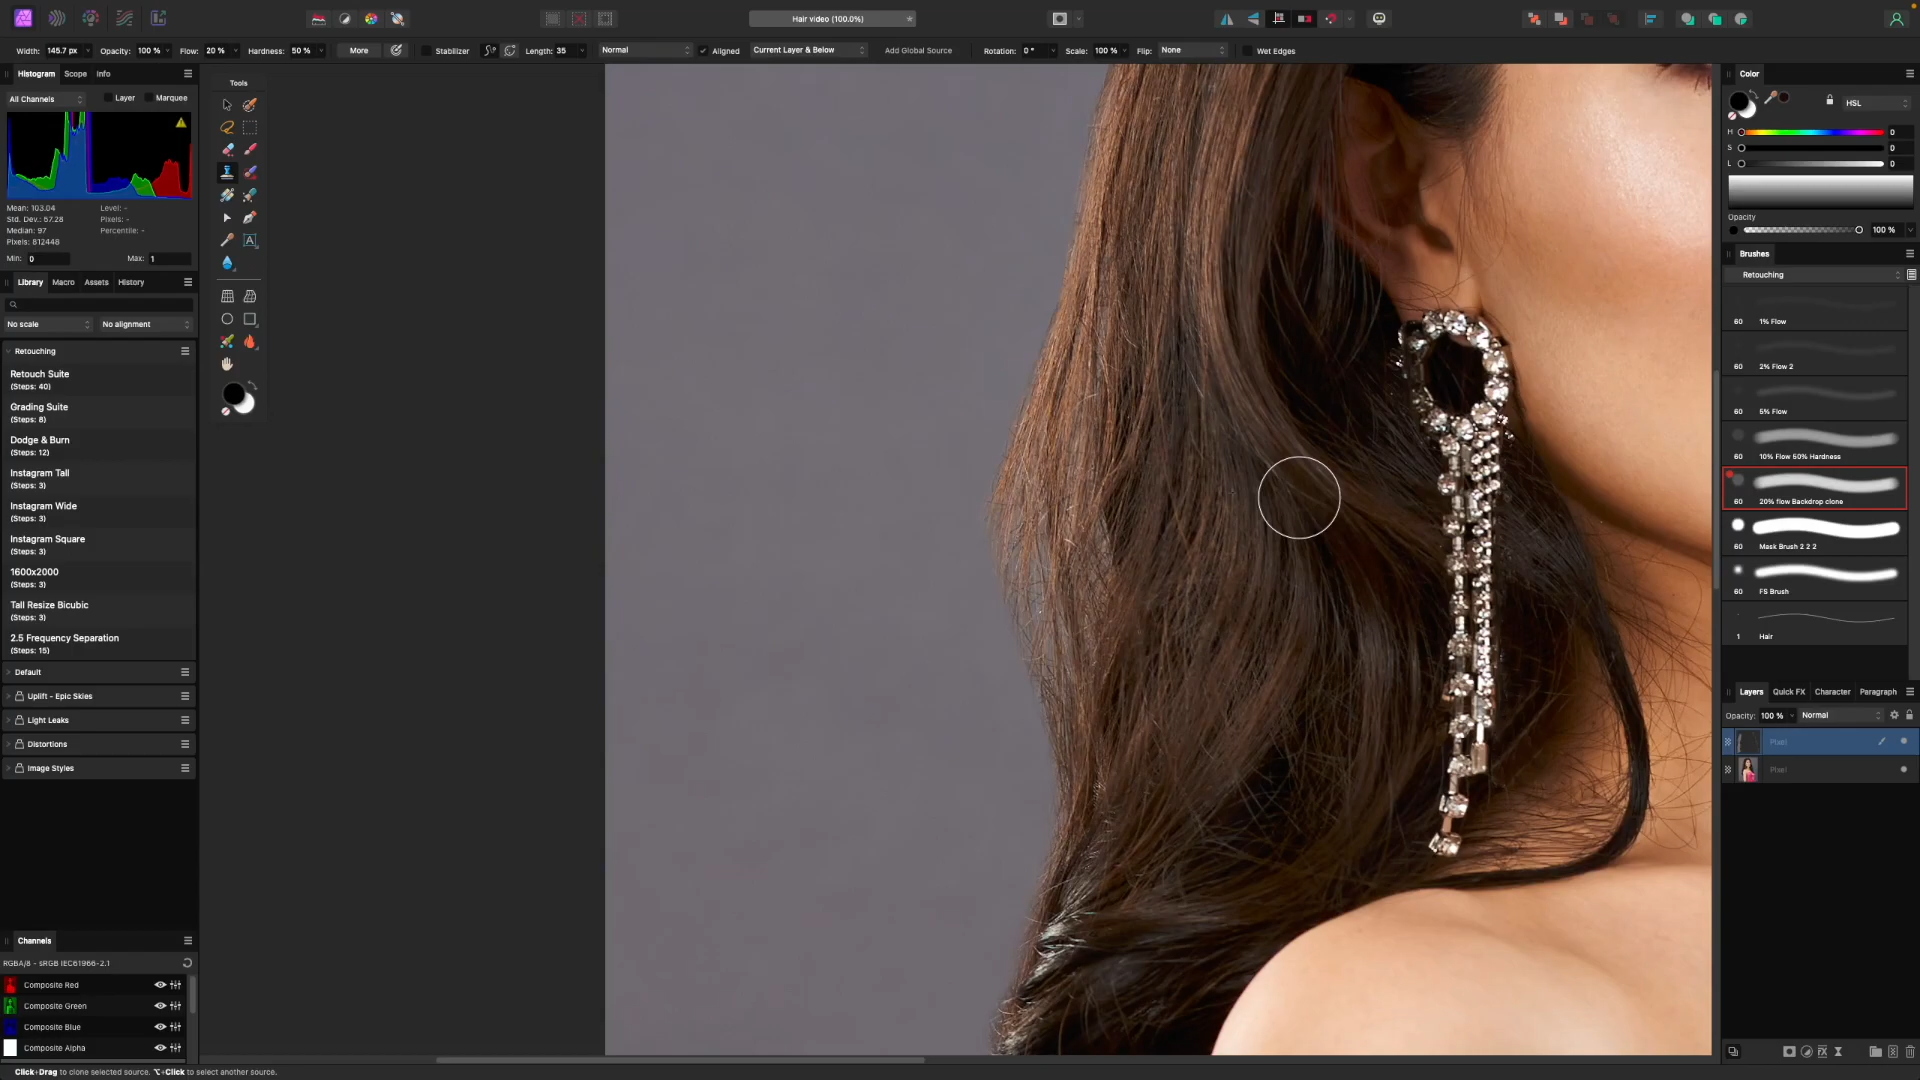 Hair video (100.0%)
Width: 145.7 px Opacity: 100 % Flow: 20 % Hardness: 50 % More Stabilizer Length: 35 Normal Aligned Current Layer & Below Add Global Source Rotation: 0 ° Scale: 100 % Flip: None Wet Edges
Histogram Scope Info
All Channels Layer Marquee
Mean: 103.04 Level: -
Std. Dev.: 57.28 Pixels: -
Median: 97 Percentile: -
Pixels: 812448
Min: 0 Max: 1
Library Macro Assets History
No scale No alignment
Retouching
Retouch Suite
(Steps: 40)
Grading Suite
(Steps: 8)
Dodge & Burn
(Steps: 12)
Instagram Tall
(Steps: 3)
Instagram Wide
(Steps: 3)
Instagram Square
(Steps: 3)
1600x2000
(Steps: 3)
Tall Resize Bicubic
(Steps: 3)
2.5 Frequency Separation
(Steps: 15)
Default
Uplift - Epic Skies
Light Leaks
Distortions
Image Styles
Channels
RGBA/8 - sRGB IEC61966-2.1
Composite Red
Composite Green
Composite Blue
Composite Alpha
Click+Drag to clone selected source. ⌥+Click to select another source.
Tools
A
Color
HSL
H 0
S 0
L 0
Opacity
100 %
Brushes
Retouching
60 1% Flow
60 2% Flow 2
60 5% Flow
60 10% Flow 50% Hardness
60 20% flow Backdrop clone
60 Mask Brush 2 2 2
60 FS Brush
1 Hair
Layers Quick FX Character Paragraph
Opacity: 100 % Normal
Pixel
Pixel